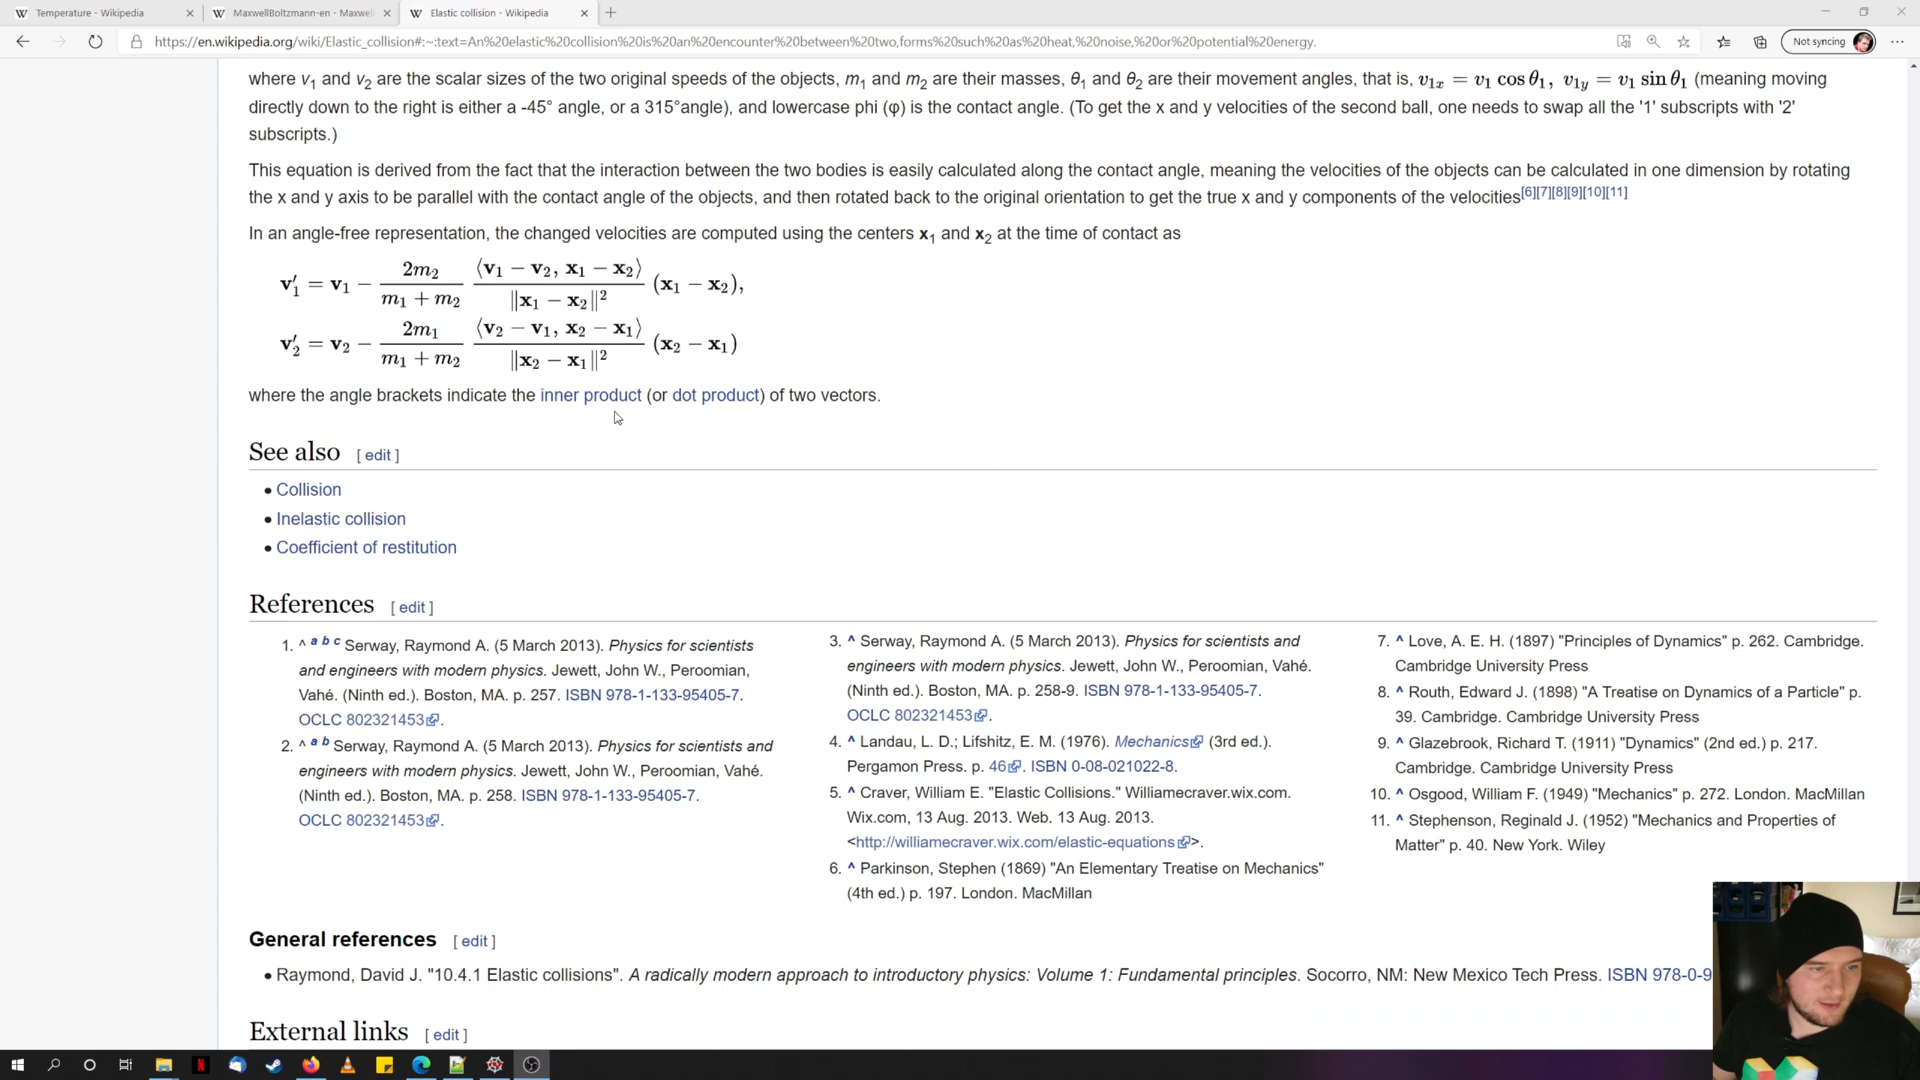 Temperature - Wikipedia
MaxwellBoltzmann-en - Maxwell
Elastic collision - Wikipedia
https://en.wikipedia.org/wiki/Elastic_collision#:~:text=An%20elastic%20collision%20is%20an%20encounter%20between%20two,forms%20such%20as%20heat,%20noise,%20or%20potential%20energy.
Not syncing
where v₁ and v₂ are the scalar sizes of the two original speeds of the objects, m₁ and m₂ are their masses, θ₁ and θ₂ are their movement angles, that is, v₁ₓ = v₁ cos θ₁, v₁y = v₁ sin θ₁ (meaning moving
directly down to the right is either a -45° angle, or a 315°angle), and lowercase phi (φ) is the contact angle. (To get the x and y velocities of the second ball, one needs to swap all the '1' subscripts with '2'
subscripts.)
This equation is derived from the fact that the interaction between the two bodies is easily calculated along the contact angle, meaning the velocities of the objects can be calculated in one dimension by rotating
the x and y axis to be parallel with the contact angle of the objects, and then rotated back to the original orientation to get the true x and y components of the velocities[6][7][8][9][10][11]
In an angle-free representation, the changed velocities are computed using the centers x₁ and x₂ at the time of contact as
v′₁ = v₁ − 2m₂/(m₁ + m₂) ⟨v₁ − v₂, x₁ − x₂⟩/‖x₁ − x₂‖² (x₁ − x₂),
v′₂ = v₂ − 2m₁/(m₁ + m₂) ⟨v₂ − v₁, x₂ − x₁⟩/‖x₂ − x₁‖² (x₂ − x₁)
where the angle brackets indicate the inner product (or dot product) of two vectors.
See also [ edit ]
• Collision
• Inelastic collision
• Coefficient of restitution
References [ edit ]
1. ^ a b c Serway, Raymond A. (5 March 2013). Physics for scientists
and engineers with modern physics. Jewett, John W., Peroomian,
Vahé. (Ninth ed.). Boston, MA. p. 257. ISBN 978-1-133-95405-7.
OCLC 802321453.
2. ^ a b Serway, Raymond A. (5 March 2013). Physics for scientists and
engineers with modern physics. Jewett, John W., Peroomian, Vahé.
(Ninth ed.). Boston, MA. p. 258. ISBN 978-1-133-95405-7.
OCLC 802321453.
3. ^ Serway, Raymond A. (5 March 2013). Physics for scientists and
engineers with modern physics. Jewett, John W., Peroomian, Vahé.
(Ninth ed.). Boston, MA. p. 258-9. ISBN 978-1-133-95405-7.
OCLC 802321453.
4. ^ Landau, L. D.; Lifshitz, E. M. (1976). Mechanics (3rd ed.).
Pergamon Press. p. 46. ISBN 0-08-021022-8.
5. ^ Craver, William E. "Elastic Collisions." Williamecraver.wix.com.
Wix.com, 13 Aug. 2013. Web. 13 Aug. 2013.
<http://williamecraver.wix.com/elastic-equations>.
6. ^ Parkinson, Stephen (1869) "An Elementary Treatise on Mechanics"
(4th ed.) p. 197. London. MacMillan
7. ^ Love, A. E. H. (1897) "Principles of Dynamics" p. 262. Cambridge.
Cambridge University Press
8. ^ Routh, Edward J. (1898) "A Treatise on Dynamics of a Particle" p.
39. Cambridge. Cambridge University Press
9. ^ Glazebrook, Richard T. (1911) "Dynamics" (2nd ed.) p. 217.
Cambridge. Cambridge University Press
10. ^ Osgood, William F. (1949) "Mechanics" p. 272. London. MacMillan
11. ^ Stephenson, Reginald J. (1952) "Mechanics and Properties of
Matter" p. 40. New York. Wiley
General references [ edit ]
• Raymond, David J. "10.4.1 Elastic collisions". A radically modern approach to introductory physics: Volume 1: Fundamental principles. Socorro, NM: New Mexico Tech Press. ISBN 978-0-9
External links [ edit ]